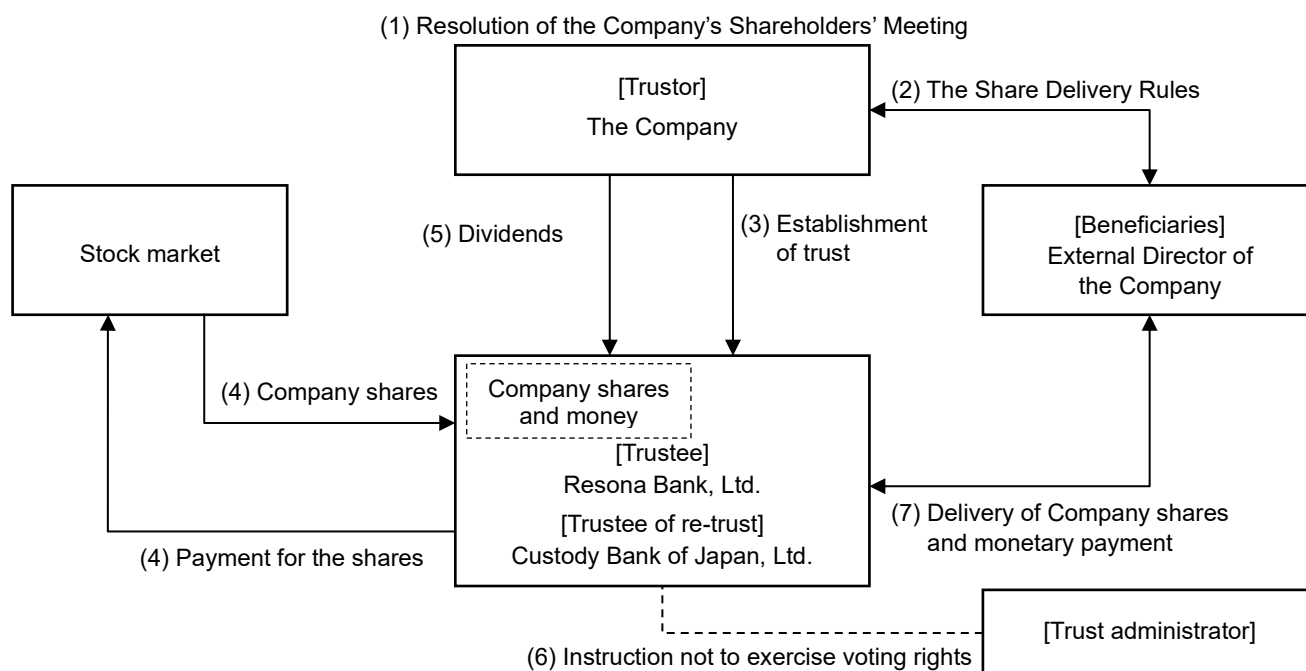 (1) Resolution of the Company’s Shareholders’ Meeting
[Trustor]
The Company
(2) The Share Delivery Rules
Stock market
(5) Dividends
(3) Establishment
of trust
[Beneficiaries]
External Director of
the Company
(4) Company shares
Company shares
and money
[Trustee]
Resona Bank, Ltd.
[Trustee of re-trust]
Custody Bank of Japan, Ltd.
(4) Payment for the shares
(7) Delivery of Company shares
and monetary payment
[Trust administrator]
(6) Instruction not to exercise voting rights